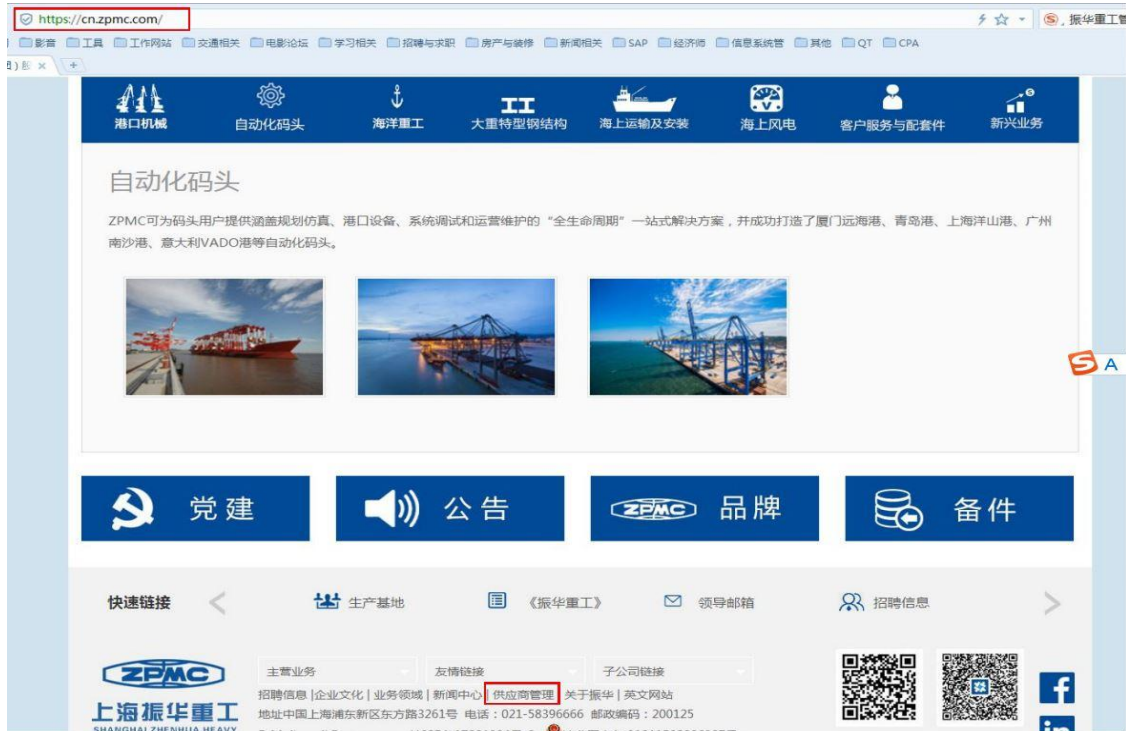 https://cn.zpmc.com/
振华重工管
影音 工具 工作网站 交通相关 电影论坛 学习相关 招聘与求职 房产与装修 新闻相关 SAP 经济师 信息系统管 其他 QT CPA
港口机械 自动化码头 海洋重工 大重特型钢结构 海上运输及安装 海上风电 客户服务与配套件 新兴业务
自动化码头
ZPMC可为码头用户提供涵盖规划仿真、港口设备、系统调试和运营维护的“全生命周期”一站式解决方案，并成功打造了厦门远海港、青岛港、上海洋山港、广州
南沙港、意大利VADO港等自动化码头。
A
党建 公告 ZPMC 品牌 备件
快速链接 生产基地 《振华重工》 领导邮箱 招聘信息
ZPMC
主营业务 友情链接 子公司链接
招聘信息 |企业文化 | 业务领域 | 新闻中心 | 供应商管理 | 关于振华 | 英文网站
上海振华重工
地址中国上海浦东新区东方路3261号 电话：021-58396666 邮政编码：200125
SHANGHAI ZHENHUA HEAVY